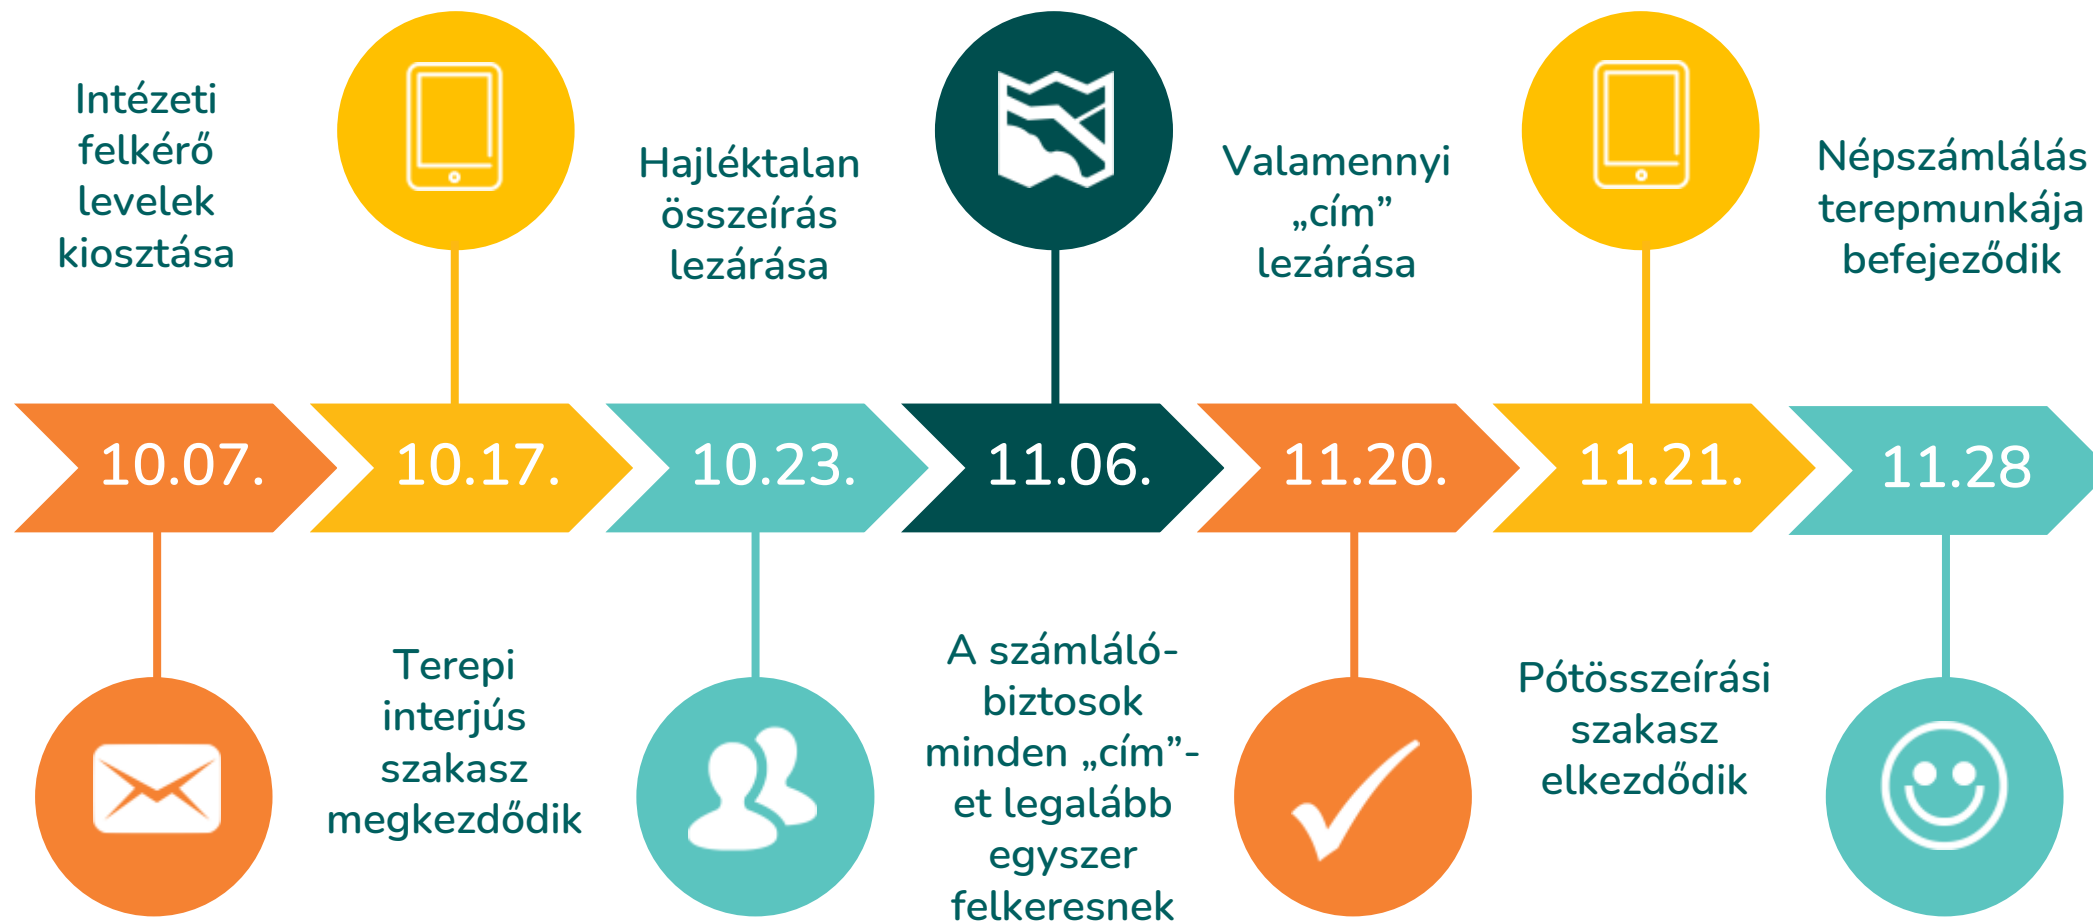 Intézeti
felkérő
levelek
kiosztása
Hajléktalan
összeírás
lezárása
Valamennyi
„cím”
lezárása
Népszámlálás
terepmunkája
befejeződik
10.07.
10.17.
10.23.
11.06.
11.20.
11.21.
11.28
Terepi
interjús
szakasz
megkezdődik
A számláló-
biztosok
minden „cím”-
et legalább
egyszer
felkeresnek
Pótösszeírási
szakasz
elkezdődik